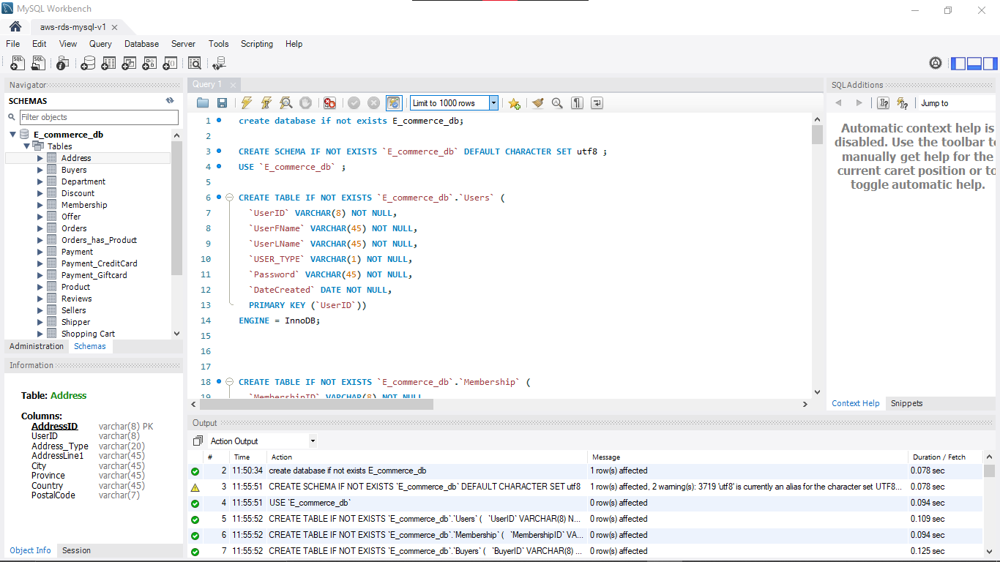 MySQL Workbench
aws-rds-mysql-v1
File Edit View Query Database Server Tools Scripting Help
Navigator
SCHEMAS
Filter objects
E_commerce_db
Tables
Address
Buyers
Department
Discount
Membership
Offer
Orders
Orders_has_Product
Payment
Payment_CreditCard
Payment_Giftcard
Product
Reviews
Sellers
Shipper
Shopping Cart
Administration Schemas
Information
Table: Address
Columns:
AddressID varchar(8) PK
UserID varchar(8)
Address_Type varchar(20)
AddressLine1 varchar(45)
City varchar(45)
Province varchar(45)
Country varchar(45)
PostalCode varchar(7)
Object Info Session
Query 1
Limit to 1000 rows
1 create database if not exists E_commerce_db;
2
3 CREATE SCHEMA IF NOT EXISTS `E_commerce_db` DEFAULT CHARACTER SET utf8 ;
4 USE `E_commerce_db` ;
5
6 CREATE TABLE IF NOT EXISTS `E_commerce_db`.`Users` (
7 `UserID` VARCHAR(8) NOT NULL,
8 `UserFName` VARCHAR(45) NOT NULL,
9 `UserLName` VARCHAR(45) NOT NULL,
10 `USER_TYPE` VARCHAR(1) NOT NULL,
11 `Password` VARCHAR(45) NOT NULL,
12 `DateCreated` DATE NOT NULL,
13 PRIMARY KEY (`UserID`))
14 ENGINE = InnoDB;
15
16
17
18 CREATE TABLE IF NOT EXISTS `E_commerce_db`.`Membership` (
19 `MembershipID` VARCHAR(8) NOT NULL
SQLAdditions
Jump to
Automatic context help is
disabled. Use the toolbar to
manually get help for the
current caret position or to
toggle automatic help.
Context Help Snippets
Output
Action Output
# Time Action Message Duration / Fetch
2 11:50:34 create database if not exists E_commerce_db 1 row(s) affected 0.078 sec
3 11:55:51 CREATE SCHEMA IF NOT EXISTS `E_commerce_db` DEFAULT CHARACTER SET utf8 1 row(s) affected, 2 warning(s): 3719 'utf8' is currently an alias for the character set UTF8... 0.078 sec
4 11:55:51 USE `E_commerce_db` 0 row(s) affected 0.094 sec
5 11:55:52 CREATE TABLE IF NOT EXISTS `E_commerce_db`.`Users` ( `UserID` VARCHAR(8) N... 0 row(s) affected 0.109 sec
6 11:55:52 CREATE TABLE IF NOT EXISTS `E_commerce_db`.`Membership` ( `MembershipID` VA... 0 row(s) affected 0.094 sec
7 11:55:52 CREATE TABLE IF NOT EXISTS `E_commerce_db`.`Buyers` ( `BuyerID` VARCHAR(8) ... 0 row(s) affected 0.125 sec